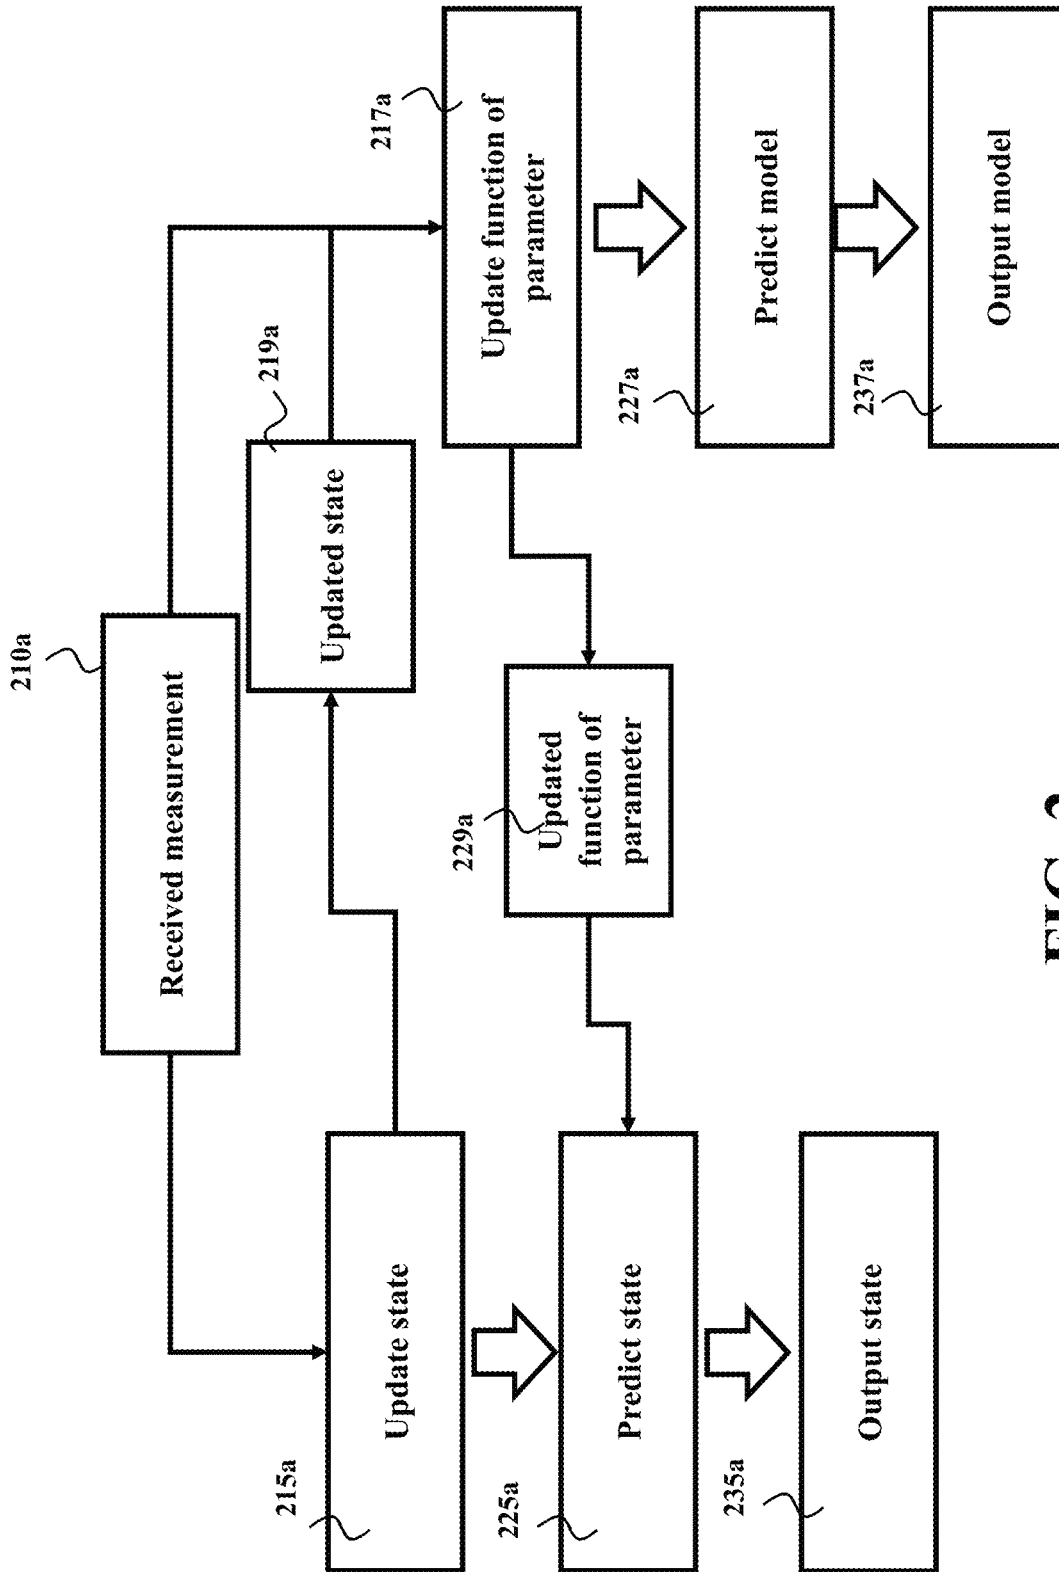 210a
Received measurement
219a
Updated state
215a
Update state
217a
Update function of
parameter
229a
Updated
function of
parameter
225a
Predict state
227a
Predict model
235a
Output state
237a
Output model